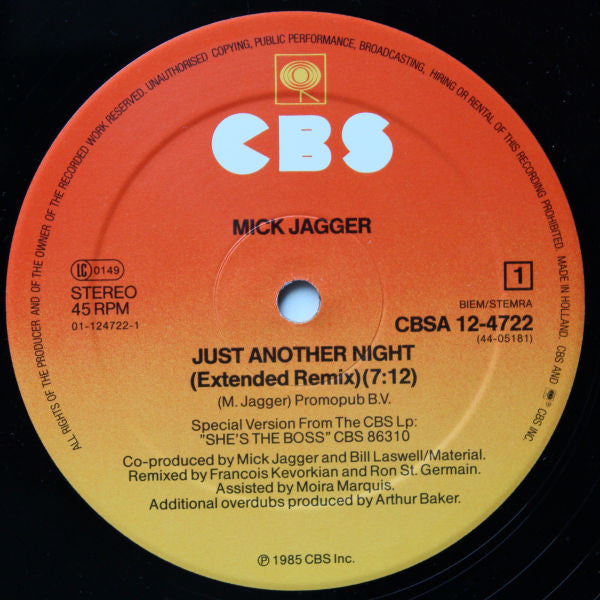 ALL RIGHTS OF THE PRODUCER AND OF THE OWNER OF THE RECORDED WORK RESERVED. UNAUTHORISED COPYING, PUBLIC PERFORMANCE, BROADCASTING, HIRING OR RENTAL OF THIS RECORDING PROHIBITED. MADE IN HOLLAND. CBS AND CBS INC.
CBS
MICK JAGGER
LC 0149
STEREO
45 RPM
01-124722-1
1
BIEM/STEMRA
CBSA 12-4722
(44-05181)
JUST ANOTHER NIGHT
(Extended Remix)(7:12)
(M. Jagger) Promopub B.V.
Special Version From The CBS Lp:
"SHE'S THE BOSS" CBS 86310
Co-produced by Mick Jagger and Bill Laswell/Material.
Remixed by Francois Kevorkian and Ron St. Germain.
Assisted by Moira Marquis.
Additional overdubs produced by Arthur Baker.
℗ 1985 CBS Inc.